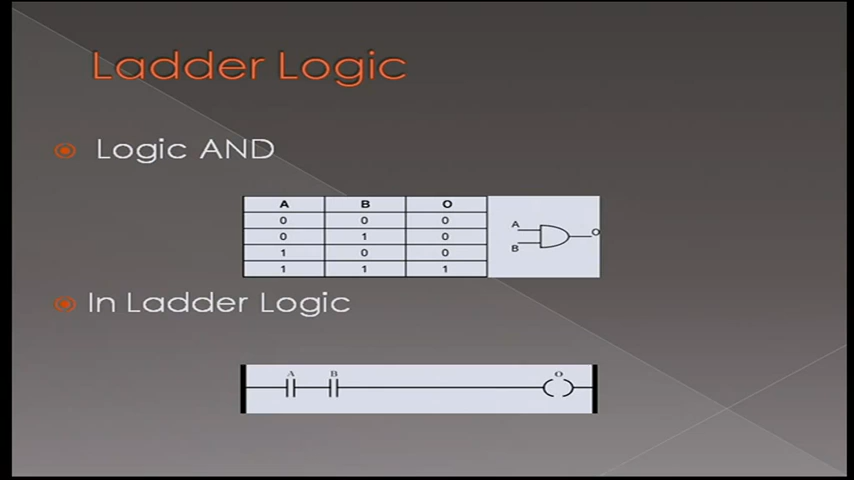 Ladder Logic
Logic AND
A B O
0 0 0
0 1 0
1 0 0
1 1 1
A
B
O
In Ladder Logic
A B O